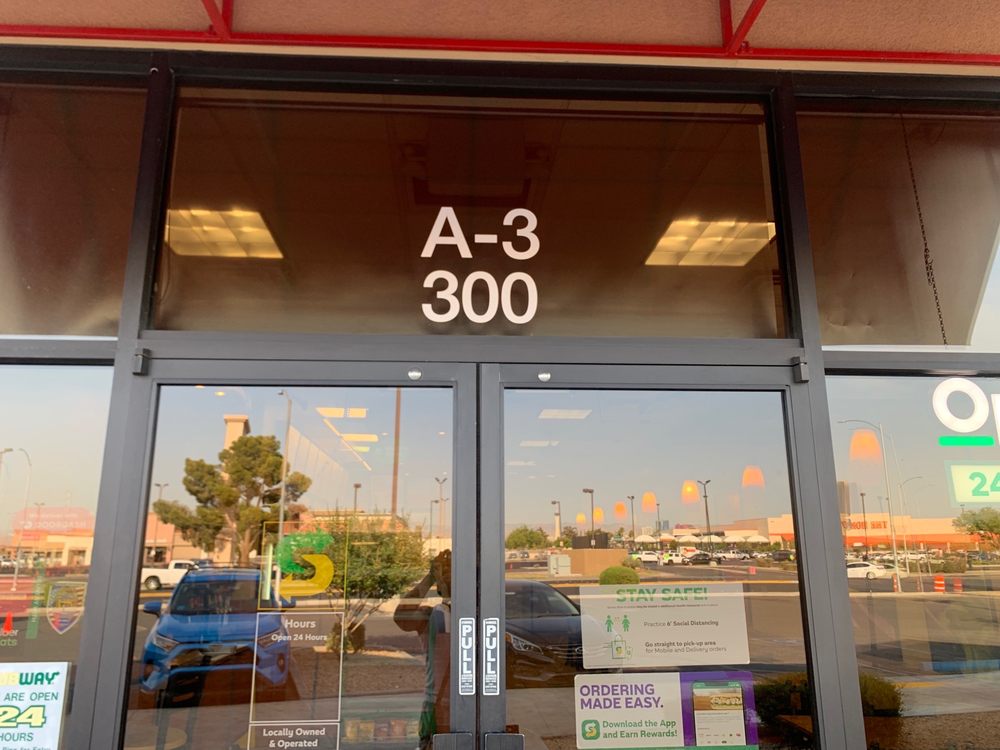 A-3
300
Op
24
Hours
Open 24 Hours
Locally Owned
& Operated
PULL
PULL
STAY SAFE!
Practice 6' Social Distancing
Go straight to pick-up area
for Mobile and Delivery orders
ORDERING
MADE EASY.
Download the App
and Earn Rewards!
BWAY
ARE OPEN
24
HOURS